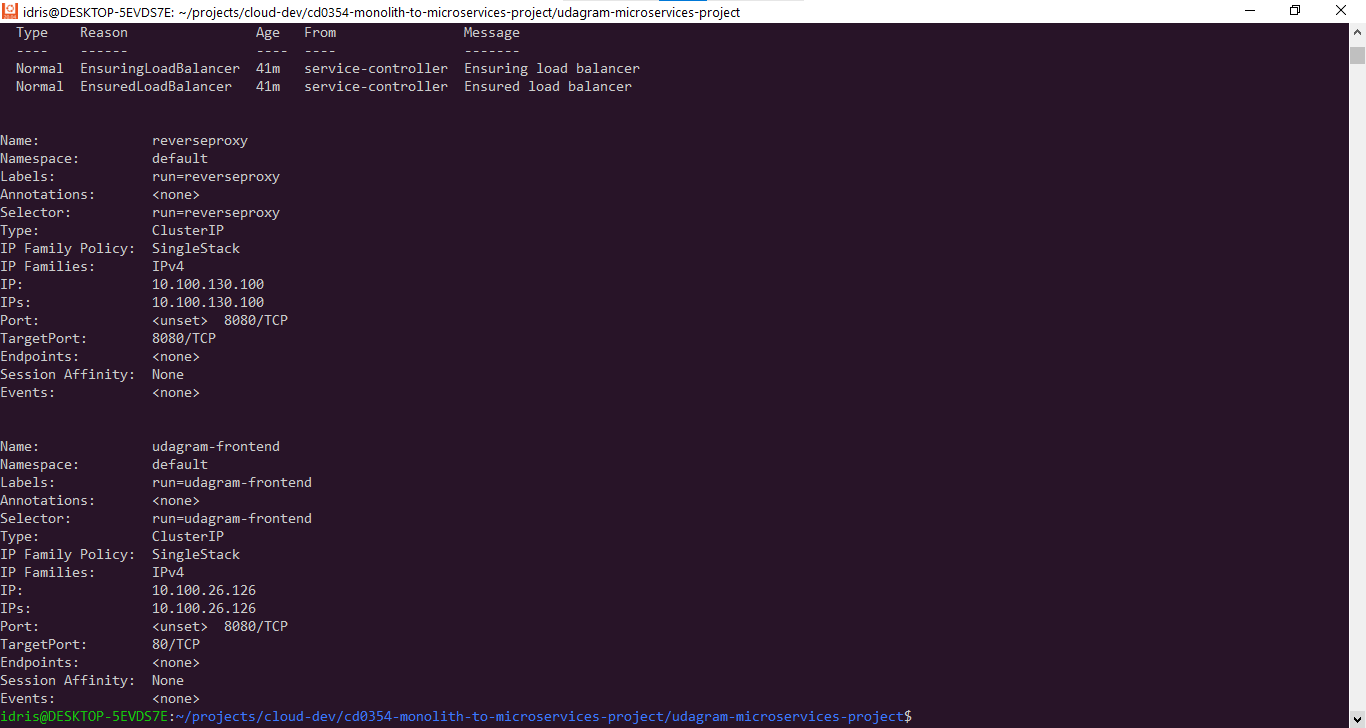 idris@DESKTOP-5EVDS7E: ~/projects/cloud-dev/cd0354-monolith-to-microservices-project/udagram-microservices-project
Type    Reason                Age   From                Message
----    ------                ----  ----                -------
Normal  EnsuringLoadBalancer  41m   service-controller  Ensuring load balancer
Normal  EnsuredLoadBalancer   41m   service-controller  Ensured load balancer
Name:              reverseproxy
Namespace:         default
Labels:            run=reverseproxy
Annotations:       <none>
Selector:          run=reverseproxy
Type:              ClusterIP
IP Family Policy:  SingleStack
IP Families:       IPv4
IP:                10.100.130.100
IPs:               10.100.130.100
Port:              <unset>  8080/TCP
TargetPort:        8080/TCP
Endpoints:         <none>
Session Affinity:  None
Events:            <none>
Name:              udagram-frontend
Namespace:         default
Labels:            run=udagram-frontend
Annotations:       <none>
Selector:          run=udagram-frontend
Type:              ClusterIP
IP Family Policy:  SingleStack
IP Families:       IPv4
IP:                10.100.26.126
IPs:               10.100.26.126
Port:              <unset>  8080/TCP
TargetPort:        80/TCP
Endpoints:         <none>
Session Affinity:  None
Events:            <none>
idris@DESKTOP-5EVDS7E:~/projects/cloud-dev/cd0354-monolith-to-microservices-project/udagram-microservices-project$